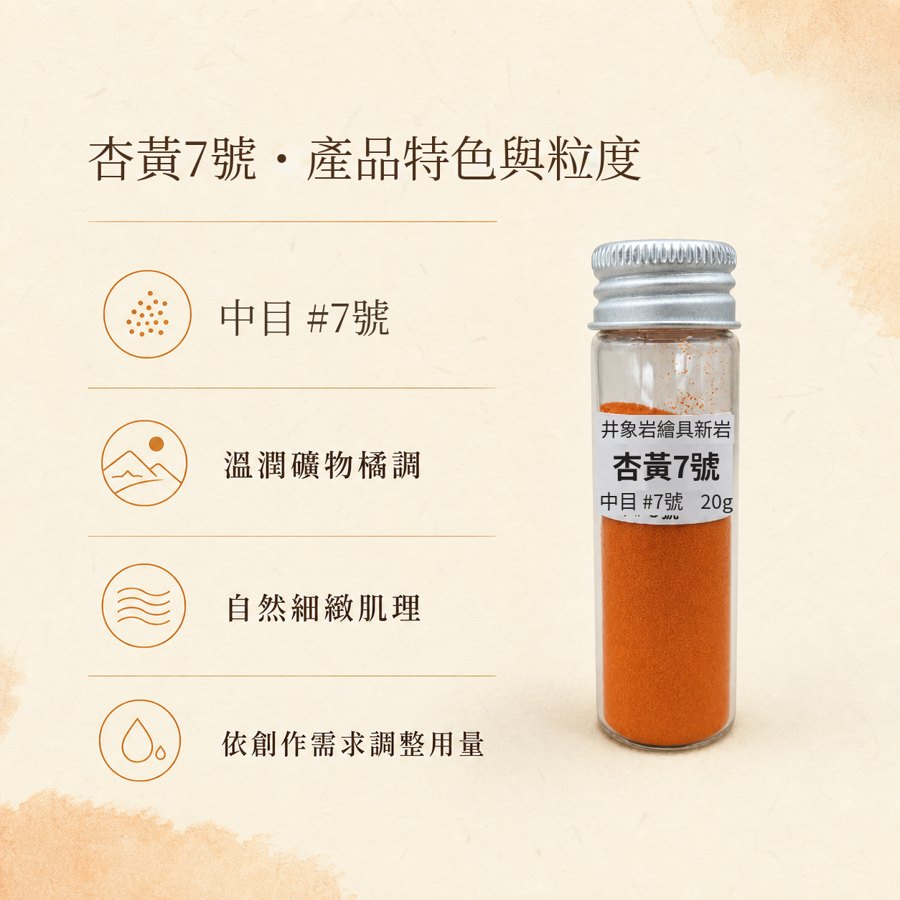 杏黃7號・產品特色與粒度
中目 #7號
溫潤礦物橘調
自然細緻肌理
依創作需求調整用量
井象岩繪具新岩
杏黃7號
中目 #7號 20g